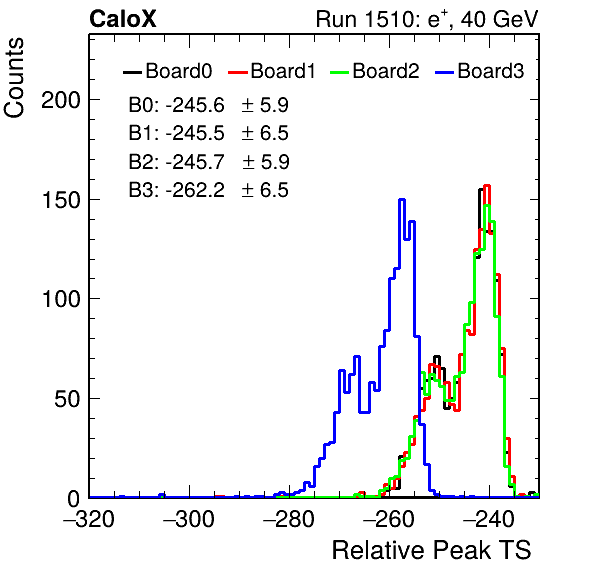 CaloX Run 1510: e⁺, 40 GeV
Counts
Board0 Board1 Board2 Board3
B0: -245.6 ± 5.9
B1: -245.5 ± 6.5
B2: -245.7 ± 5.9
B3: -262.2 ± 6.5
200
150
100
50
0
−320 −300 −280 −260 −240
Relative Peak TS